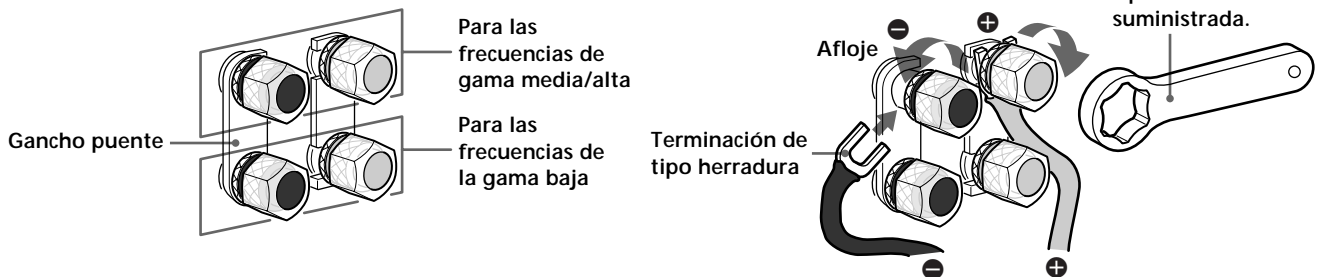 Para las
frecuencias de
gama media/alta
Gancho puente
Para las
frecuencias de
la gama baja
suministrada.
Afloje
Terminación de
tipo herradura